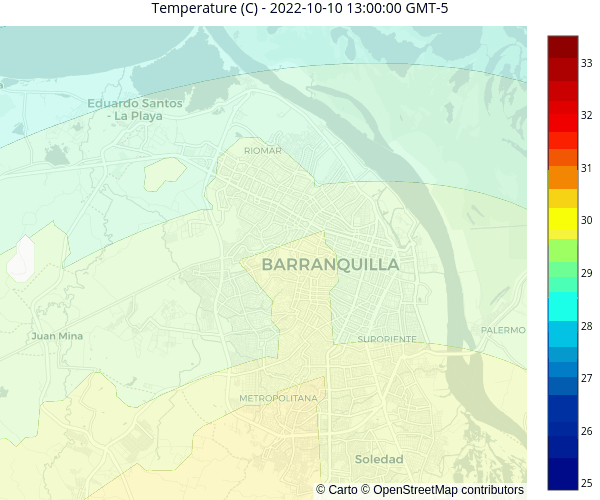 Temperature (C) - 2022-10-10 13:00:00 GMT-5
Eduardo Santos
- La Playa
RIOMAR
BARRANQUILLA
Juan Mina
SURORIENTE
PALERMO
METROPOLITANA
Soledad
© Carto © OpenStreetMap contributors
33
32
31
30
29
28
27
26
25